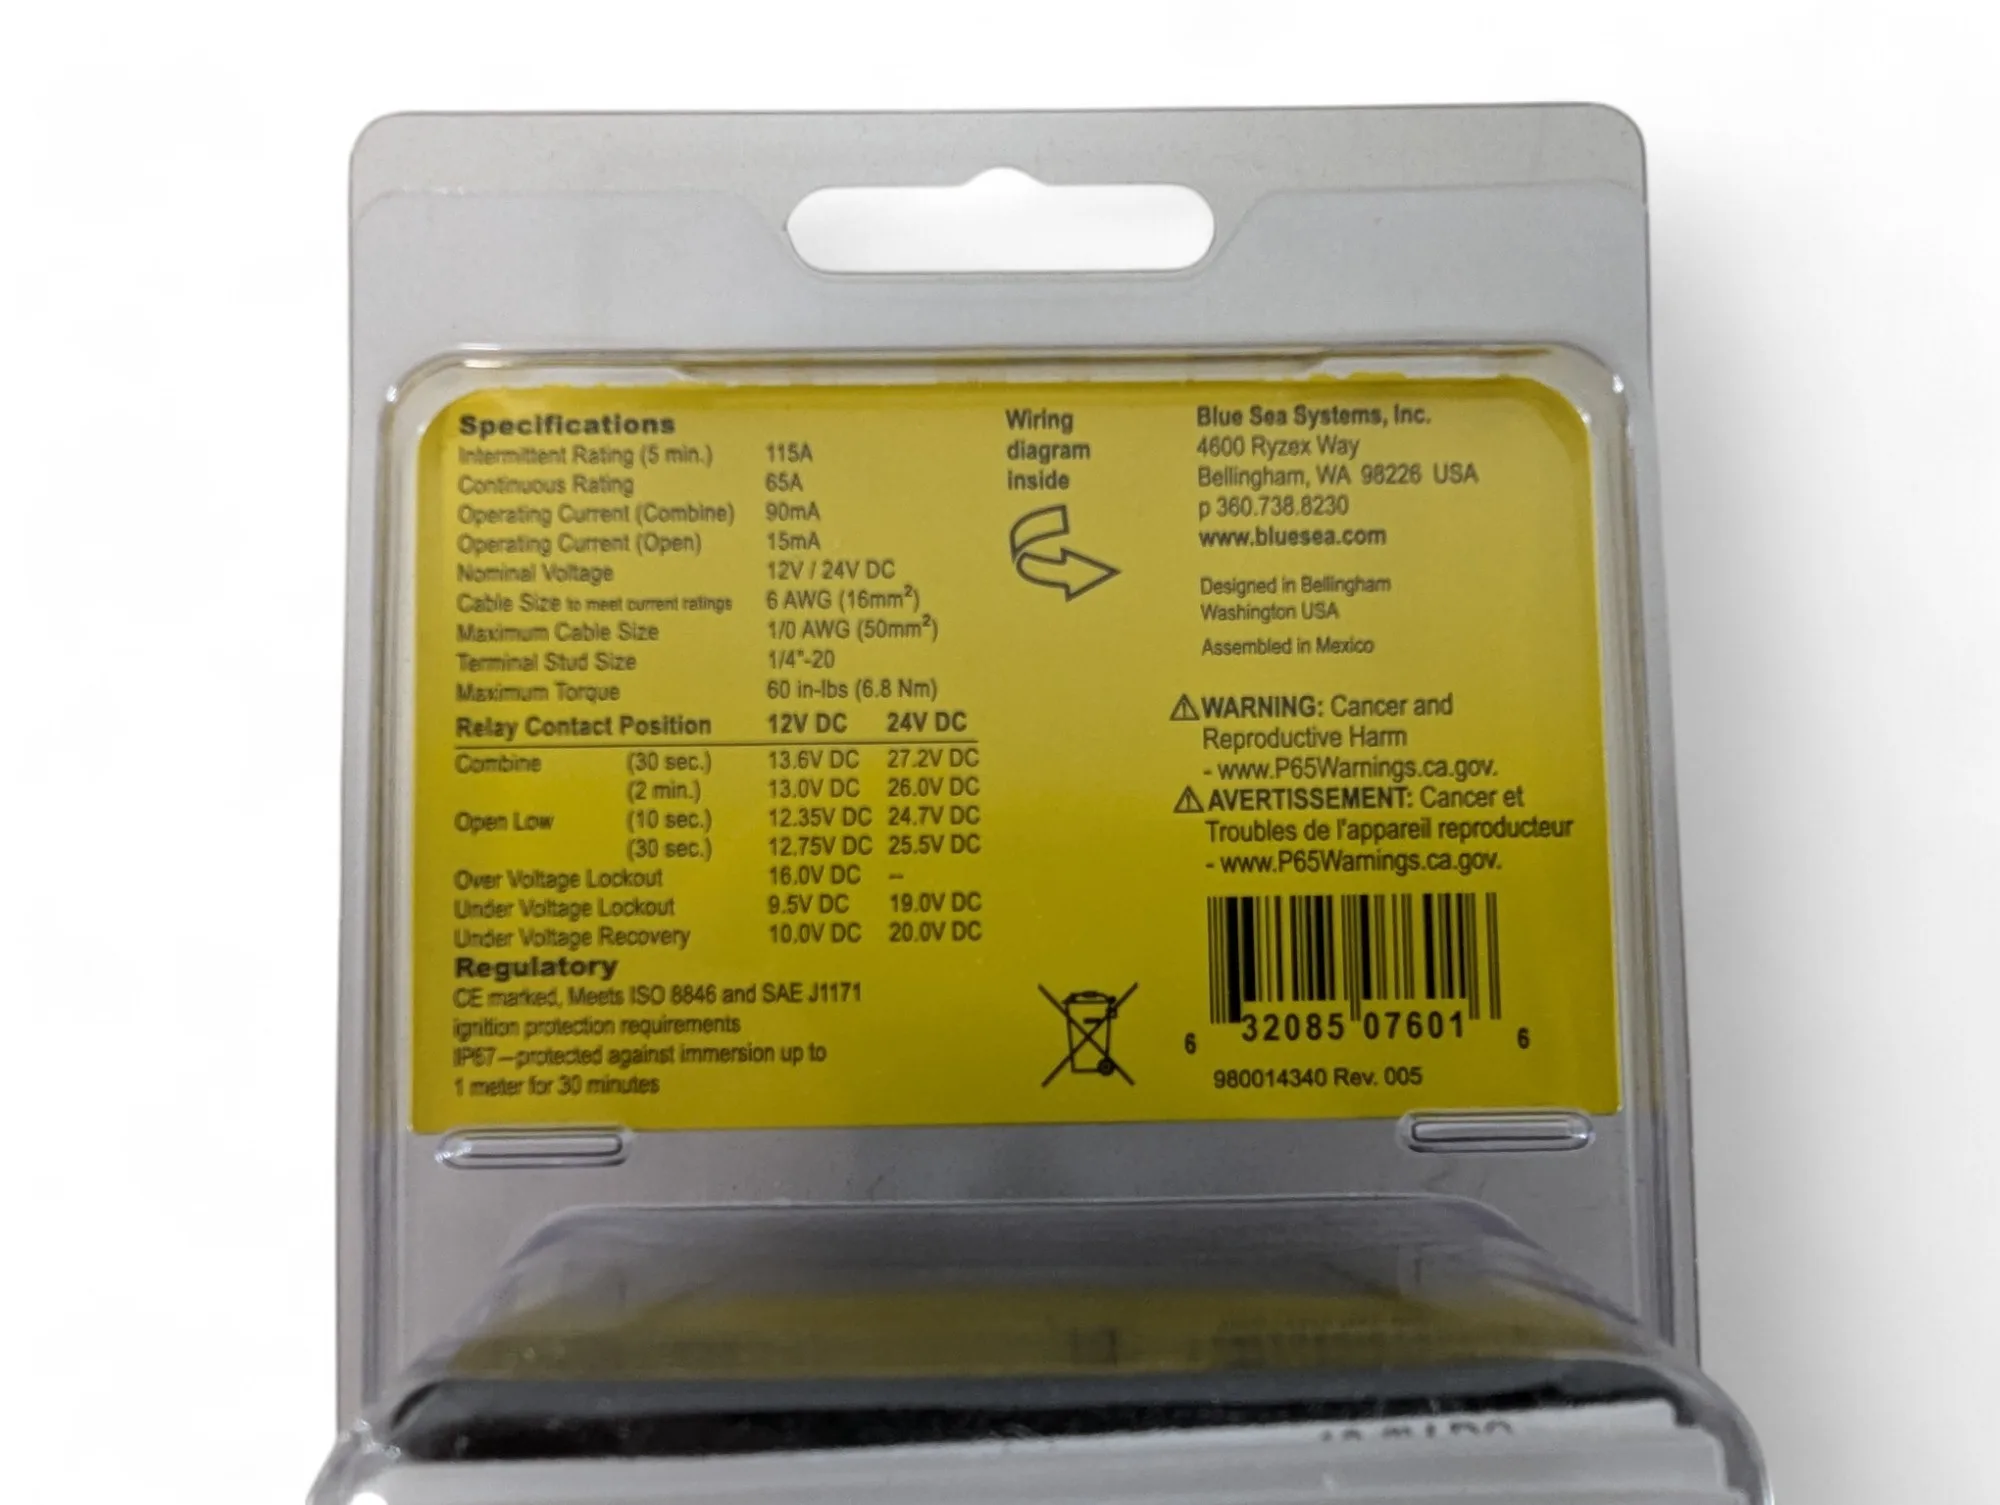 Specifications
Intermittent Rating (5 min.) 115A
Continuous Rating 65A
Operating Current (Combine) 90mA
Operating Current (Open) 15mA
Nominal Voltage 12V / 24V DC
Cable Size to meet current ratings 6 AWG (16mm²)
Maximum Cable Size 1/0 AWG (50mm²)
Terminal Stud Size 1/4"-20
Maximum Torque 60 in-lbs (6.8 Nm)
Relay Contact Position 12V DC 24V DC
Combine (30 sec.) 13.6V DC 27.2V DC
(2 min.) 13.0V DC 26.0V DC
Open Low (10 sec.) 12.35V DC 24.7V DC
(30 sec.) 12.75V DC 25.5V DC
Over Voltage Lockout 16.0V DC --
Under Voltage Lockout 9.5V DC 19.0V DC
Under Voltage Recovery 10.0V DC 20.0V DC
Regulatory
CE marked, Meets ISO 8846 and SAE J1171
ignition protection requirements
IP67–protected against immersion up to
1 meter for 30 minutes
Wiring
diagram
inside
Blue Sea Systems, Inc.
4600 Ryzex Way
Bellingham, WA 98226 USA
p 360.738.8230
www.bluesea.com
Designed in Bellingham
Washington USA
Assembled in Mexico
⚠WARNING: Cancer and
Reproductive Harm
- www.P65Warnings.ca.gov.
⚠AVERTISSEMENT: Cancer et
Troubles de l'appareil reproducteur
- www.P65Warnings.ca.gov.
6 32085 07601 6
980014340 Rev. 005